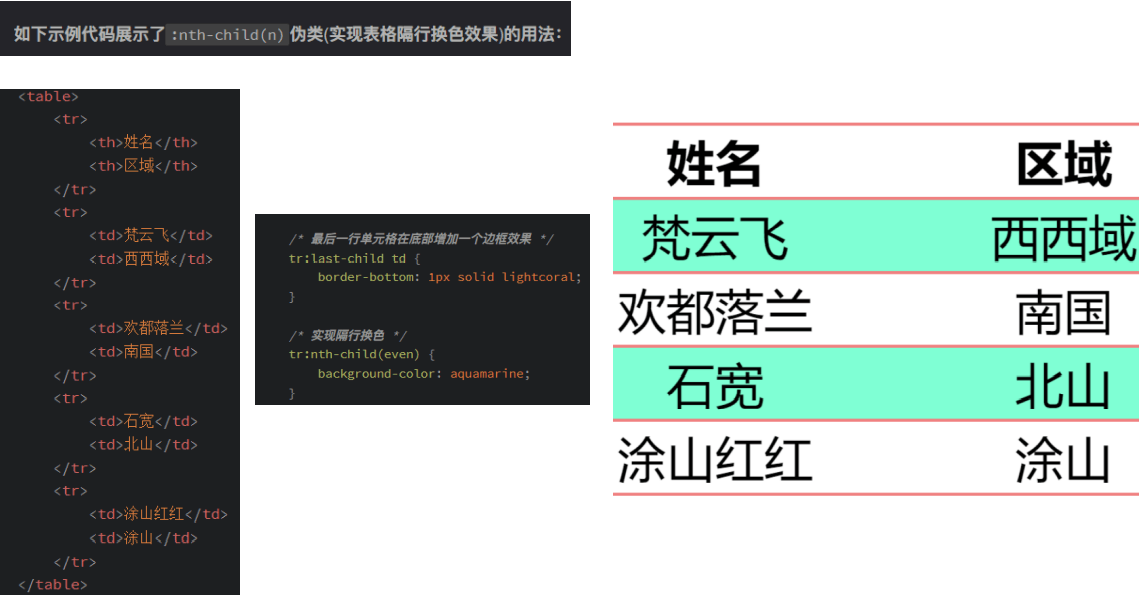 如下示例代码展示了:nth-child(n)伪类(实现表格隔行换色效果)的用法：
<table>
<tr>
<th>姓名</th>
<th>区域</th>
</tr>
<tr>
<td>梵云飞</td>
<td>西西域</td>
</tr>
<tr>
<td>欢都落兰</td>
<td>南国</td>
</tr>
<tr>
<td>石宽</td>
<td>北山</td>
</tr>
<tr>
<td>涂山红红</td>
<td>涂山</td>
</tr>
</table>
/* 最后一行单元格在底部增加一个边框效果 */
tr:last-child td {
border-bottom: 1px solid lightcoral;
}
/* 实现隔行换色 */
tr:nth-child(even) {
background-color: aquamarine;
}
姓名 区域
梵云飞 西西域
欢都落兰 南国
石宽 北山
涂山红红 涂山